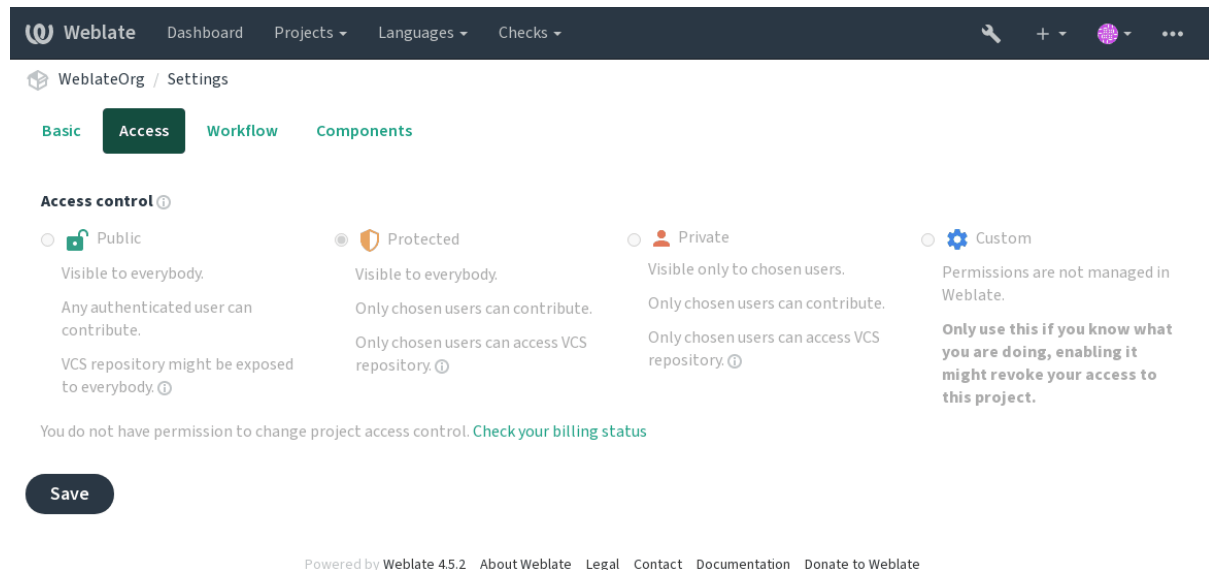 Weblate Dashboard Projects Languages Checks
WeblateOrg / Settings
Basic Access Workflow Components
Access control
Public
Visible to everybody.
Any authenticated user can
contribute.
VCS repository might be exposed
to everybody.
Protected
Visible to everybody.
Only chosen users can contribute.
Only chosen users can access VCS
repository.
Private
Visible only to chosen users.
Only chosen users can contribute.
Only chosen users can access VCS
repository.
Custom
Permissions are not managed in
Weblate.
Only use this if you know what
you are doing, enabling it
might revoke your access to
this project.
You do not have permission to change project access control. Check your billing status
Save
Powered by Weblate 4.5.2 About Weblate Legal Contact Documentation Donate to Weblate